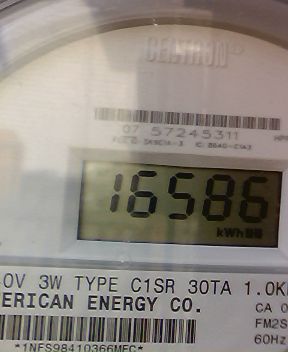 CENTRON
07 57245311
16586
kWh
0V 3W TYPE C1SR 30TA 1.0K
ERICAN ENERGY CO.
CA 0
FM2S
60Hz
*1NFS98410366MEC*